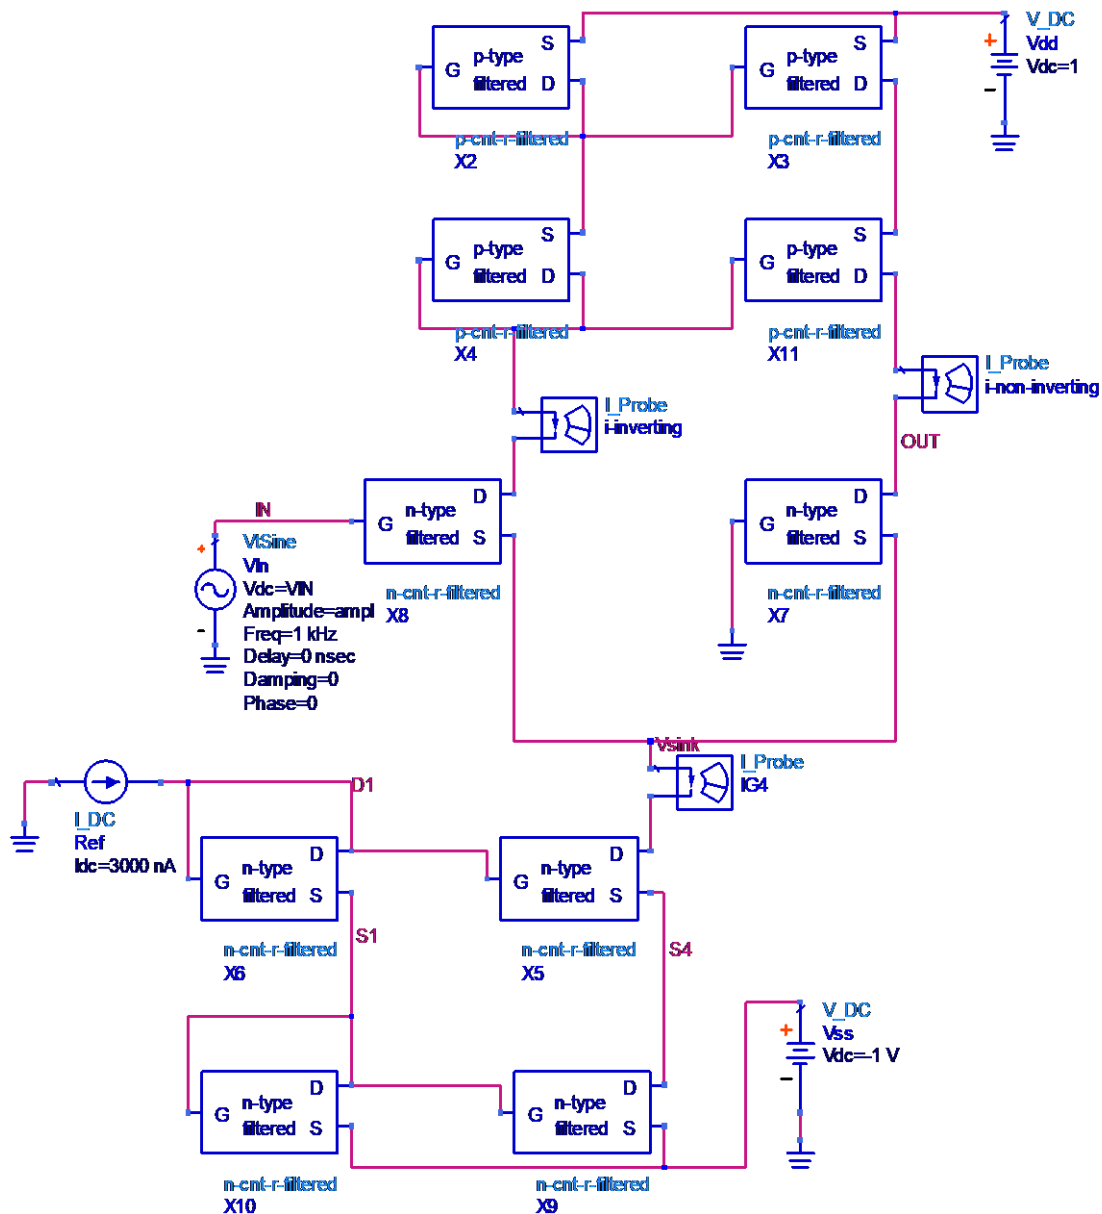 S
p-type
G
filtered D
p-cnt-r-filtered
X2
S
p-type
G
filtered D
p-cnt-r-filtered
X3
+
-
V_DC
Vdd
Vdc=1
S
p-type
G
filtered D
p-cnt-r-filtered
X4
S
p-type
G
filtered D
p-cnt-r-filtered
X11
I_Probe
i-inverting
I_Probe
i-non-inverting
OUT
IN
D
n-type
G
filtered S
n-cnt-r-filtered
X8
D
n-type
G
filtered S
n-cnt-r-filtered
X7
+
-
VtSine
VIn
Vdc=VIN
Amplitude=ampl
Freq=1 kHz
Delay=0 nsec
Damping=0
Phase=0
Vsink
I_Probe
IG4
D1
I_DC
Ref
Idc=3000 nA
D
n-type
G
filtered S
n-cnt-r-filtered
X6
D
n-type
G
filtered S
n-cnt-r-filtered
X5
S1
S4
D
n-type
G
filtered S
n-cnt-r-filtered
X10
D
n-type
G
filtered S
n-cnt-r-filtered
X9
+
-
V_DC
Vss
Vdc=-1 V